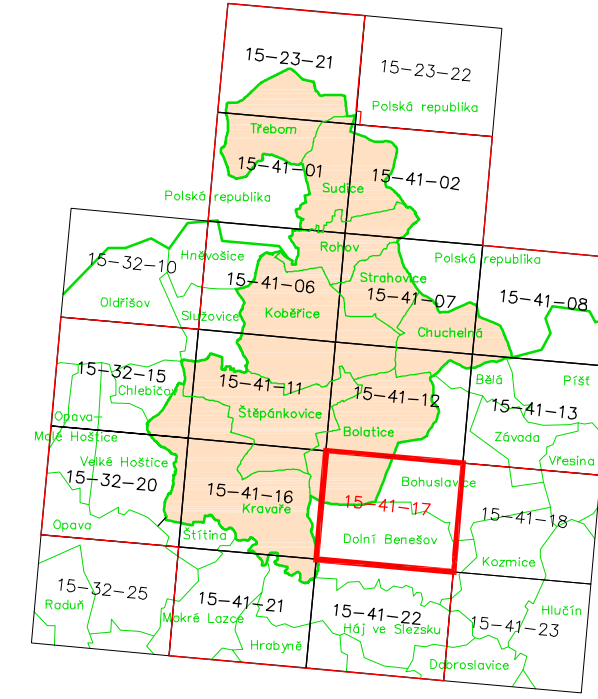 15-23-21
15-23-22
Polská republika
Třebom
15-41-01
15-41-02
Sudice
Polská republika
Rohov
Hněvošice
Polská republika
15-32-10
15-41-06
Strahovice
15-41-07
15-41-08
Oldřišov
Služovice
Kobeřice
Chuchelná
15-32-15
Chlebičov
15-41-11
15-41-12
Bělá
Píšť
Opava-
Malé Hoštice
Štěpánkovice
15-41-13
Bolatice
Závada
Velké Hoštice
Vřesina
15-32-20
15-41-16
Bohuslavice
Kravaře
15-41-17
15-41-18
Opava
Štítina
Dolní Benešov
Kozmice
15-32-25
Raduň
15-41-21
15-41-22
Hlučín
Mokré Lazce
Háj ve Slezsku
15-41-23
Hrabyně
Dobroslavice